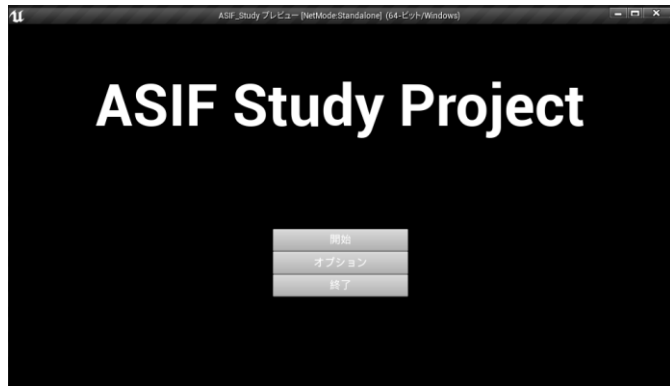 ASIF_Study プレビュー [NetMode:Standalone] (64-ビット/Windows)
ASIF Study Project
開始
オプション
終了